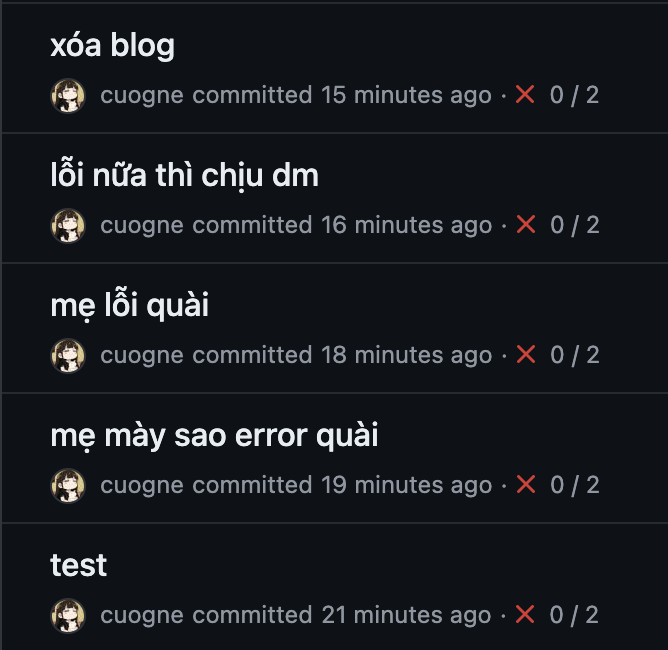 xóa blog
cuogne committed 15 minutes ago · ✕ 0 / 2
lỗi nữa thì chịu dm
cuogne committed 16 minutes ago · ✕ 0 / 2
mẹ lỗi quài
cuogne committed 18 minutes ago · ✕ 0 / 2
mẹ mày sao error quài
cuogne committed 19 minutes ago · ✕ 0 / 2
test
cuogne committed 21 minutes ago · ✕ 0 / 2